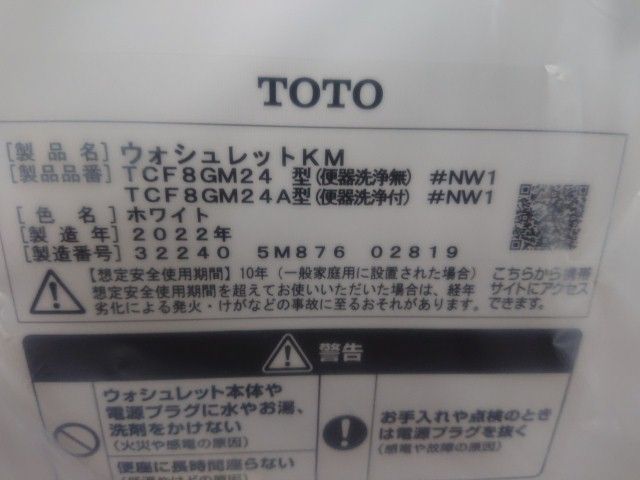 TOTO
[製品名] ウォシュレットKM
[製品品番] TCF8GM24 型(便器洗浄無) #NW1
TCF8GM24A型(便器洗浄付) #NW1
[色名] ホワイト
[製造年] 2022年
[製造番号] 32240 5M876 02819
【想定安全使用期間】10年(一般家庭用に設置された場合)
想定安全使用期間を超えてお使いいただいた場合は、経年
劣化による発火・けがなどの事故に至るおそれがあります。
こちらから携帯
サイトにアクセス
できます。
警告
ウォシュレット本体や
電源プラグに水やお湯、
洗剤をかけない
(火災や感電の原因)
便座に長時間座らない
お手入れや点検のとき
は電源プラグを抜く
(感電や故障の原因)